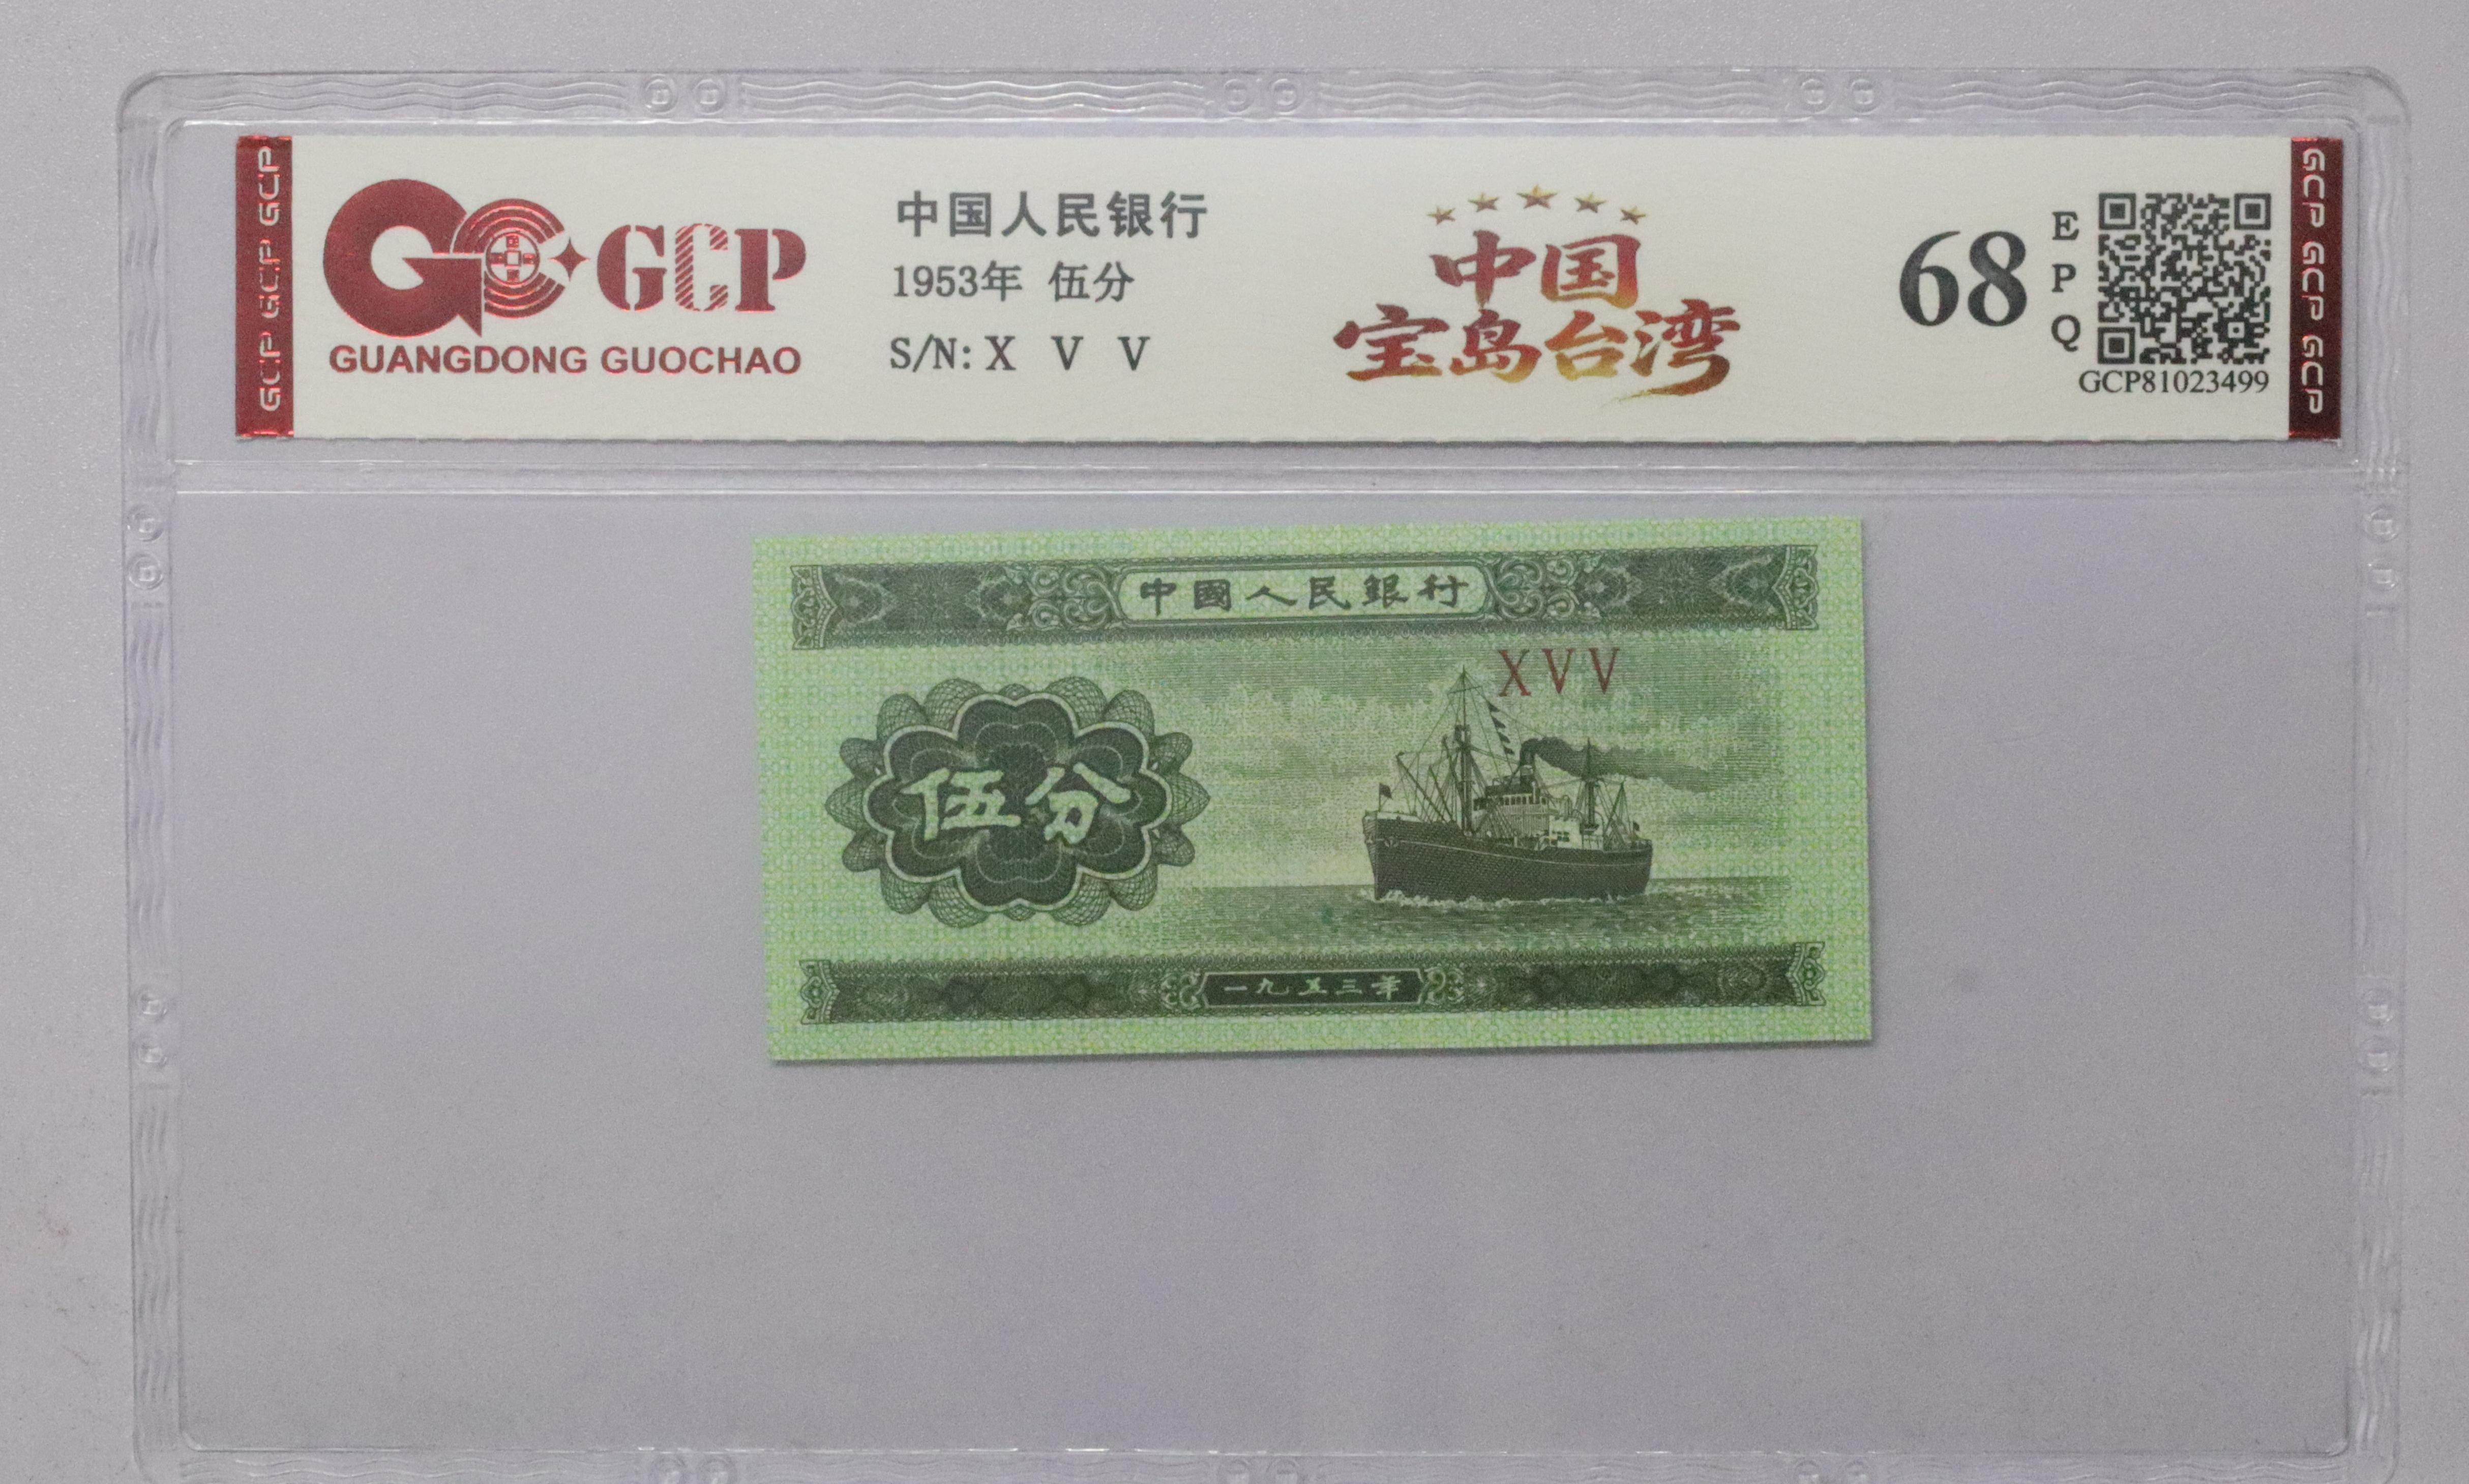 GCP GCP GCP
GCP
GUANGDONG GUOCHAO
中国人民银行
1953年 伍分
S/N: X V V
中国
宝岛台湾
68
E
P
Q
GCP81023499
GCP GCP GCP
中國人民銀行
XVV
伍分
一九五三年